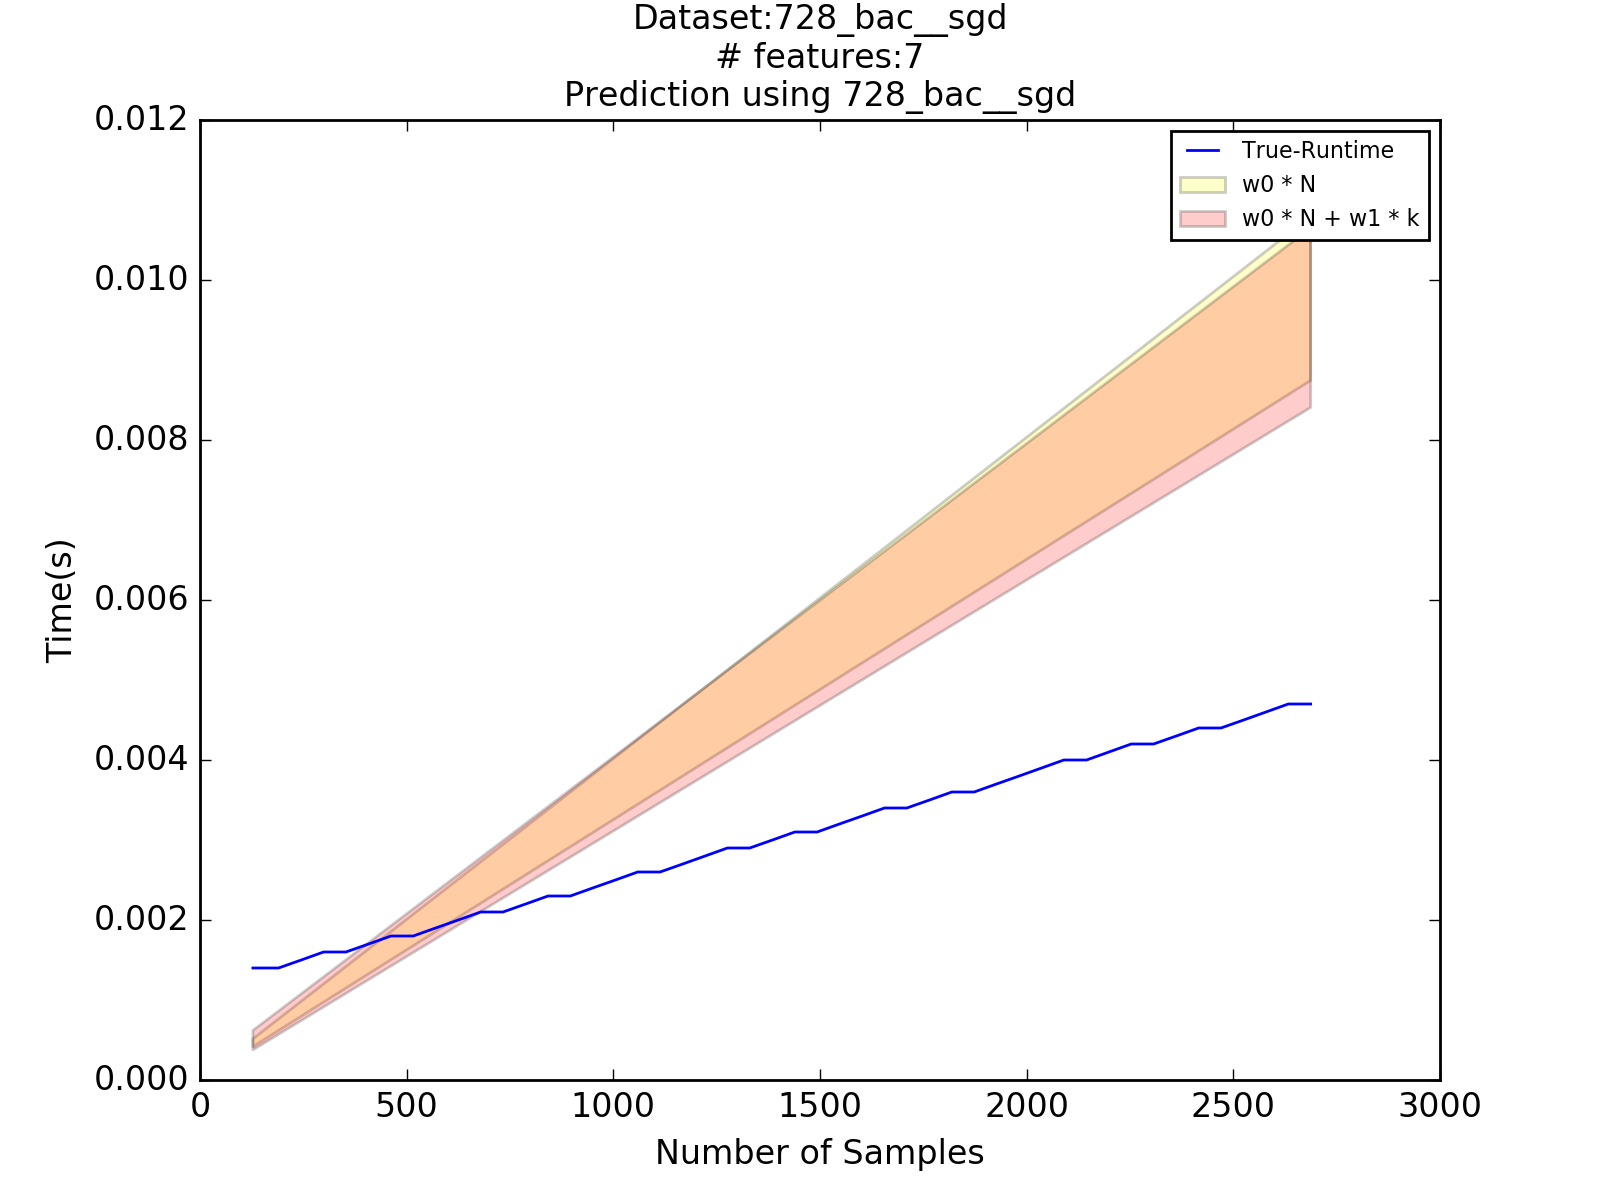 Dataset:728_bac__sgd
# features:7
Prediction using 728_bac__sgd
0.012
0.010
0.008
0.006
0.004
0.002
0.000
Time(s)
True-Runtime
w0 * N
w0 * N + w1 * k
0 500 1000 1500 2000 2500 3000
Number of Samples